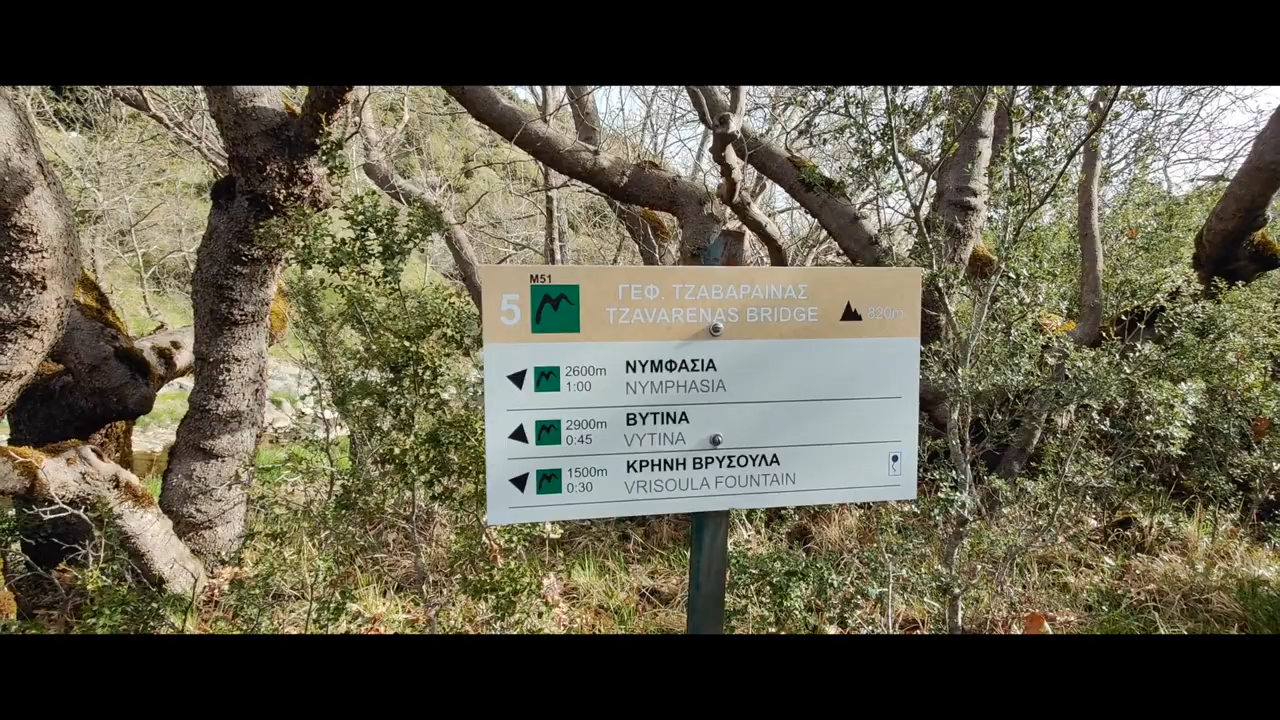 M51
5
ΓΕΦ. ΤΖΑΒΑΡΑΙΝΑΣ
TZAVARENAS BRIDGE
820m
2600m
1:00
ΝΥΜΦΑΣΙΑ
NYMPHASIA
2900m
0:45
ΒΥΤΙΝΑ
VYTINA
1500m
0:30
ΚΡΗΝΗ ΒΡΥΣΟΥΛΑ
VRISOULA FOUNTAIN